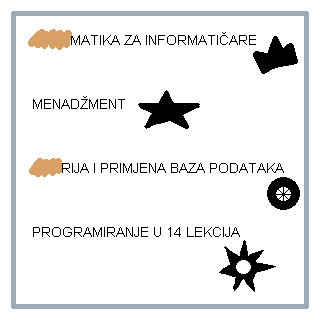 MATIKA ZA INFORMATIČARE
MENADŽMENT
RIJA I PRIMJENA BAZA PODATAKA
PROGRAMIRANJE U 14 LEKCIJA